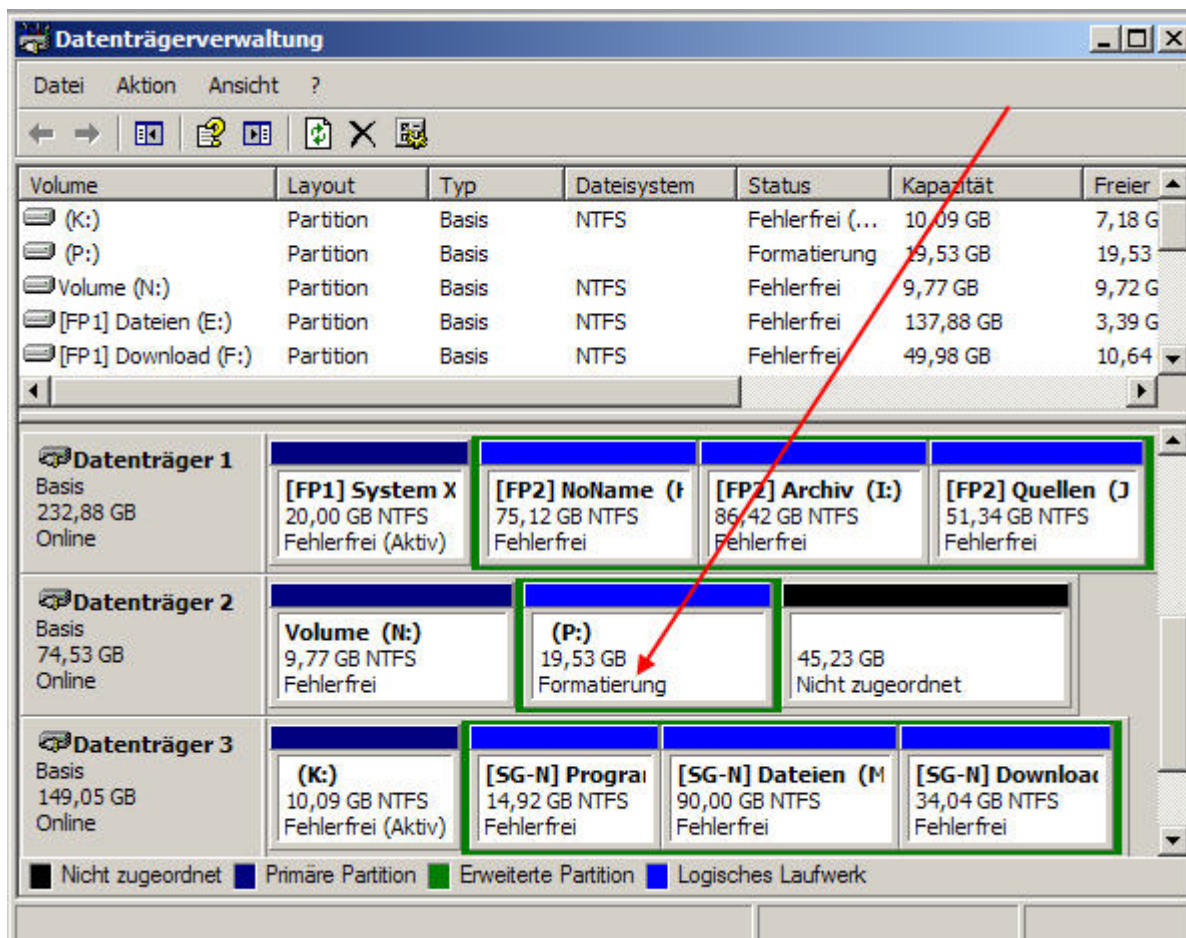 Datenträgerverwaltung
Datei Aktion Ansicht ?
Volume Layout Typ Dateisystem Status Kapazität Freier
(K:) Partition Basis NTFS Fehlerfrei (... 10,09 GB 7,18 G
(P:) Partition Basis Formatierung 19,53 GB 19,53
Volume (N:) Partition Basis NTFS Fehlerfrei 9,77 GB 9,72 G
[FP1] Dateien (E:) Partition Basis NTFS Fehlerfrei 137,88 GB 3,39 G
[FP1] Download (F:) Partition Basis NTFS Fehlerfrei 49,98 GB 10,64
Datenträger 1
Basis
232,88 GB
Online
[FP1] System X
20,00 GB NTFS
Fehlerfrei (Aktiv)
[FP2] NoName (H
75,12 GB NTFS
Fehlerfrei
[FP2] Archiv (I:)
86,42 GB NTFS
Fehlerfrei
[FP2] Quellen (J
51,34 GB NTFS
Fehlerfrei
Datenträger 2
Basis
74,53 GB
Online
Volume (N:)
9,77 GB NTFS
Fehlerfrei
(P:)
19,53 GB
Formatierung
45,23 GB
Nicht zugeordnet
Datenträger 3
Basis
149,05 GB
Online
(K:)
10,09 GB NTFS
Fehlerfrei (Aktiv)
[SG-N] Progra
14,92 GB NTFS
Fehlerfrei
[SG-N] Dateien (M
90,00 GB NTFS
Fehlerfrei
[SG-N] Downloa
34,04 GB NTFS
Fehlerfrei
Nicht zugeordnet Primäre Partition Erweiterte Partition Logisches Laufwerk